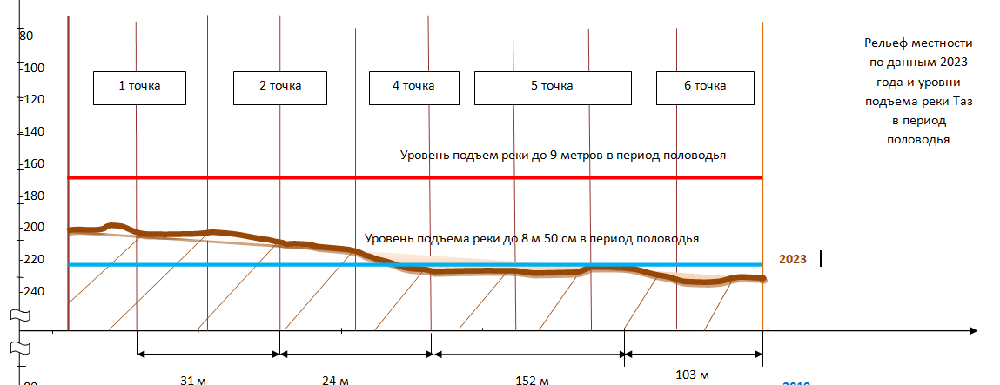 80
-100
-120
-140
-160
-180
-200
-220
-240
1 точка
2 точка
4 точка
5 точка
6 точка
Уровень подъем реки до 9 метров в период половодья
Уровень подъема реки до 8 м 50 см в период половодья
Рельеф местности
по данным 2023
года и уровни
подъема реки Таз
в период
половодья
2023
31 м
24 м
152 м
103 м